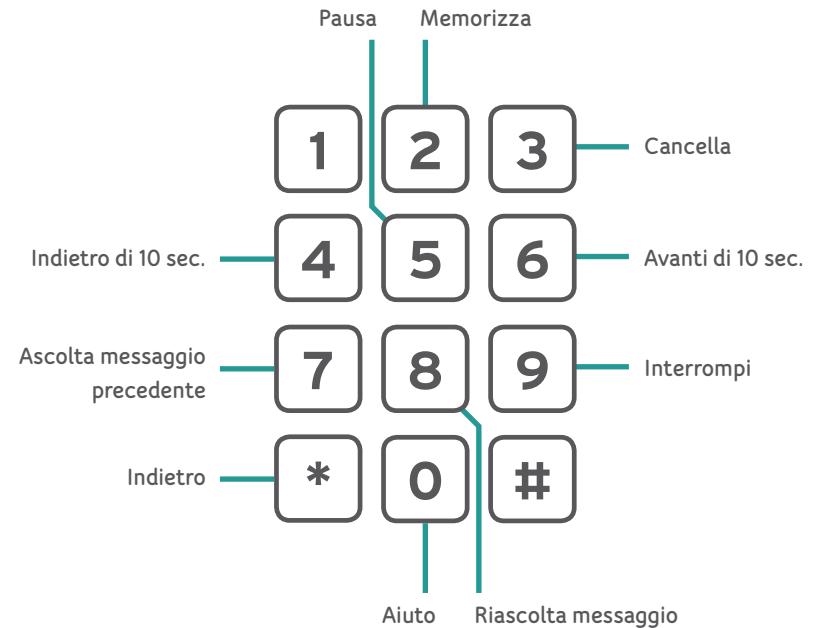 Pausa
Memorizza
1 2 3
Cancella
Indietro di 10 sec.
4 5 6
Avanti di 10 sec.
Ascolta messaggio
precedente
7 8 9
Interrompi
Indietro
* 0 #
Aiuto
Riascolta messaggio